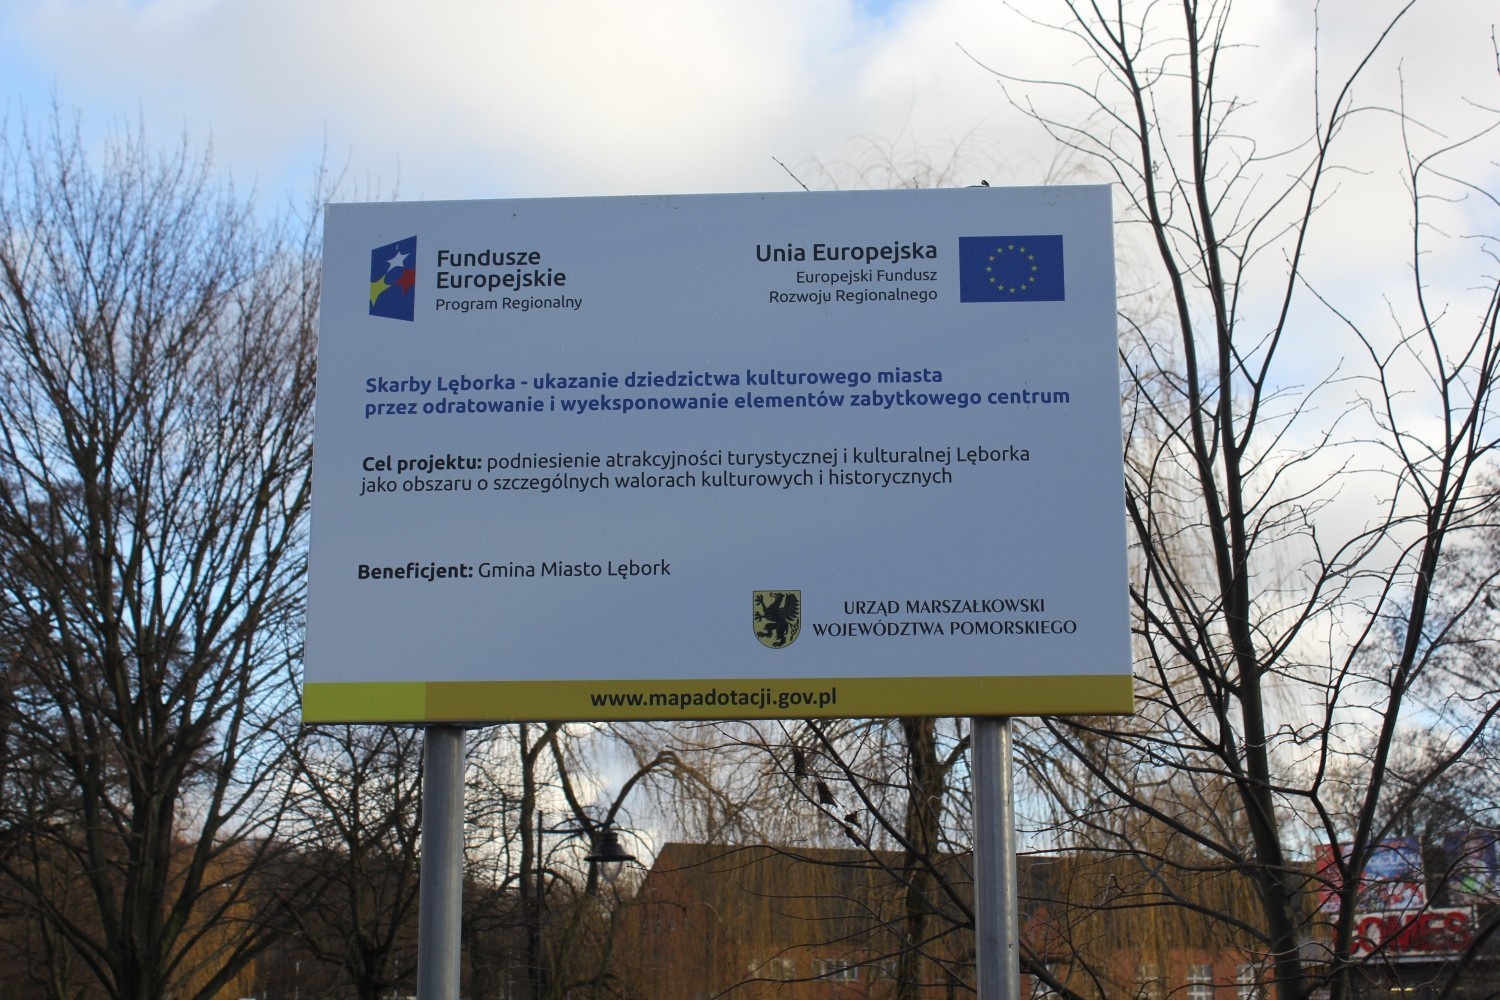 Fundusze
Europejskie
Program Regionalny
Unia Europejska
Europejski Fundusz
Rozwoju Regionalnego
Skarby Lęborka - ukazanie dziedzictwa kulturowego miasta
przez odratowanie i wyeksponowanie elementów zabytkowego centrum
Cel projektu: podniesienie atrakcyjności turystycznej i kulturalnej Lęborka
jako obszaru o szczególnych walorach kulturowych i historycznych
Beneficjent: Gmina Miasto Lębork
URZĄD MARSZAŁKOWSKI
WOJEWÓDZTWA POMORSKIEGO
www.mapadotacji.gov.pl